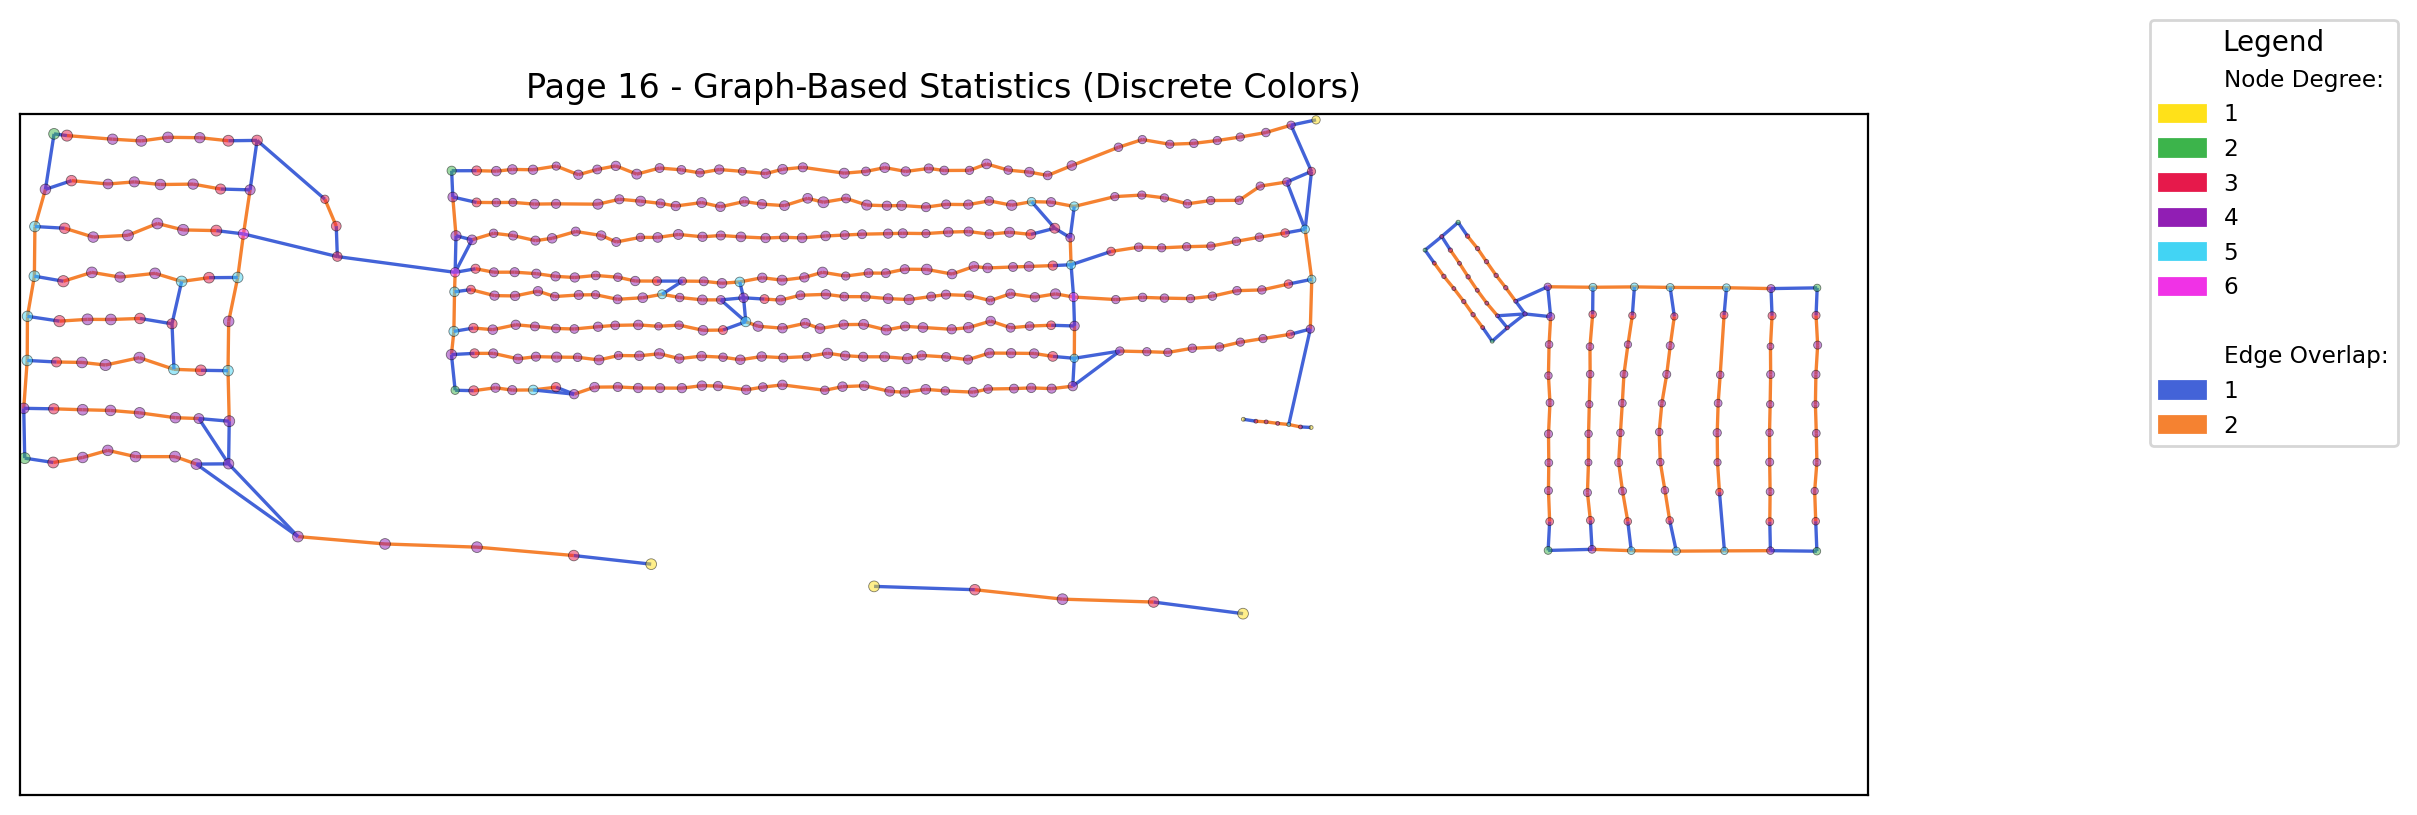 Page 16 - Graph-Based Statistics (Discrete Colors)
Legend
Node Degree:
1
2
3
4
5
6
Edge Overlap:
1
2